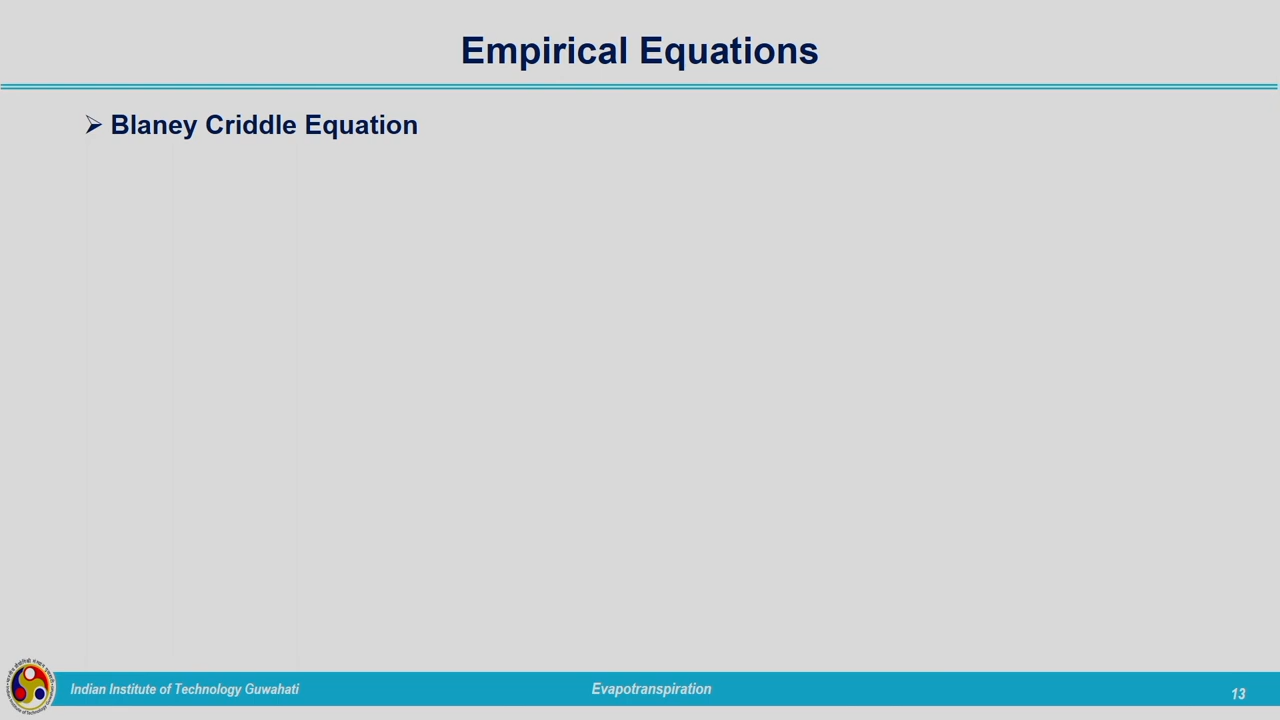 Empirical Equations
➢ Blaney Criddle Equation
Indian Institute of Technology Guwahati
Evapotranspiration
13